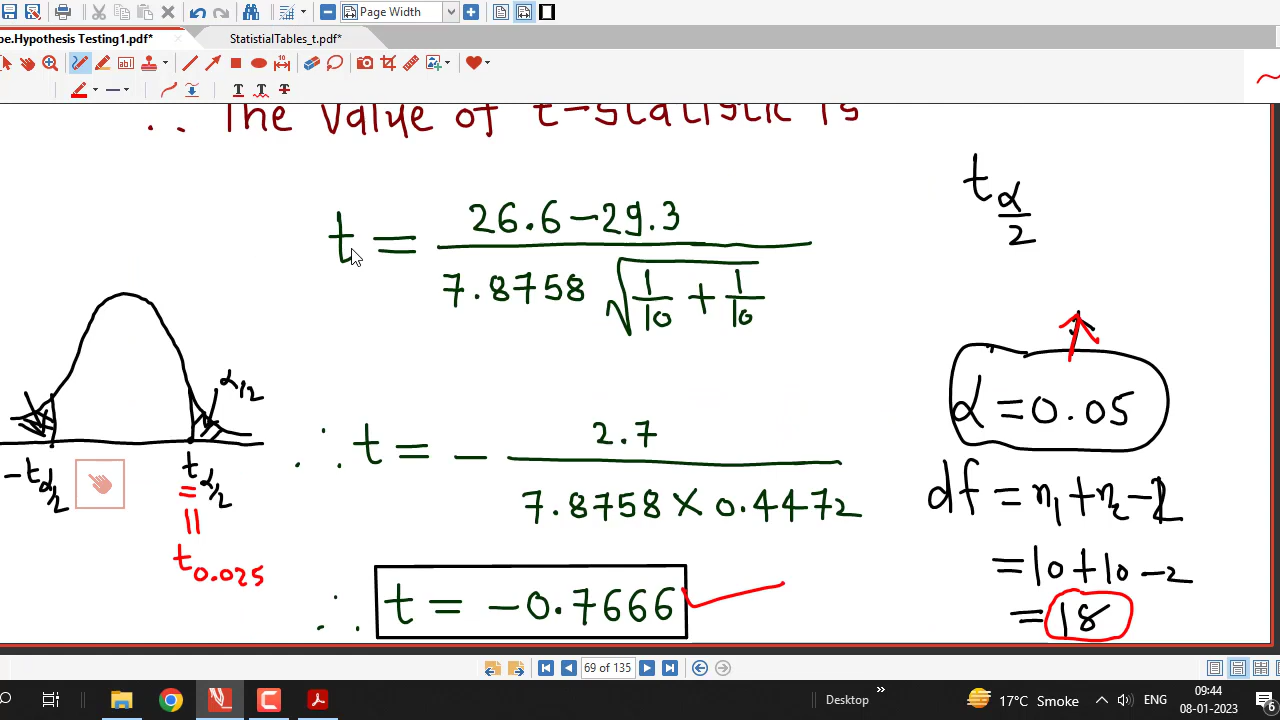 Page Width
pe.Hypothesis Testing1.pdf*
StatistialTables_t.pdf*
∴ The value of t-statistic is
t = (26.6-29.3)/(7.8758 √(1/10 + 1/10))
t α/2
∴ t = - 2.7/(7.8758 × 0.4472)
∴ t = -0.7666
α/2
-t α/2
t α/2
=
||
t 0.025
α = 0.05
df = n1+n2-2
= 10+10-2
= 18
69 of 135
Desktop »
17°C Smoke
ENG
09:44
08-01-2023
6